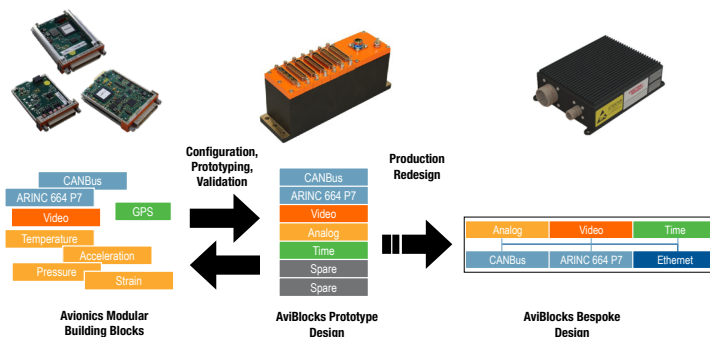 Configuration,
Prototyping,
Validation
Production
Redesign
CANBus
ARINC 664 P7
Video
GPS
Temperature
Acceleration
Pressure
Strain
CANBus
ARINC 664 P7
Video
Analog
Time
Spare
Spare
Analog
Video
Time
CANBus
ARINC 664 P7
Ethernet
Avionics Modular
Building Blocks
AviBlocks Prototype
Design
AviBlocks Bespoke
Design